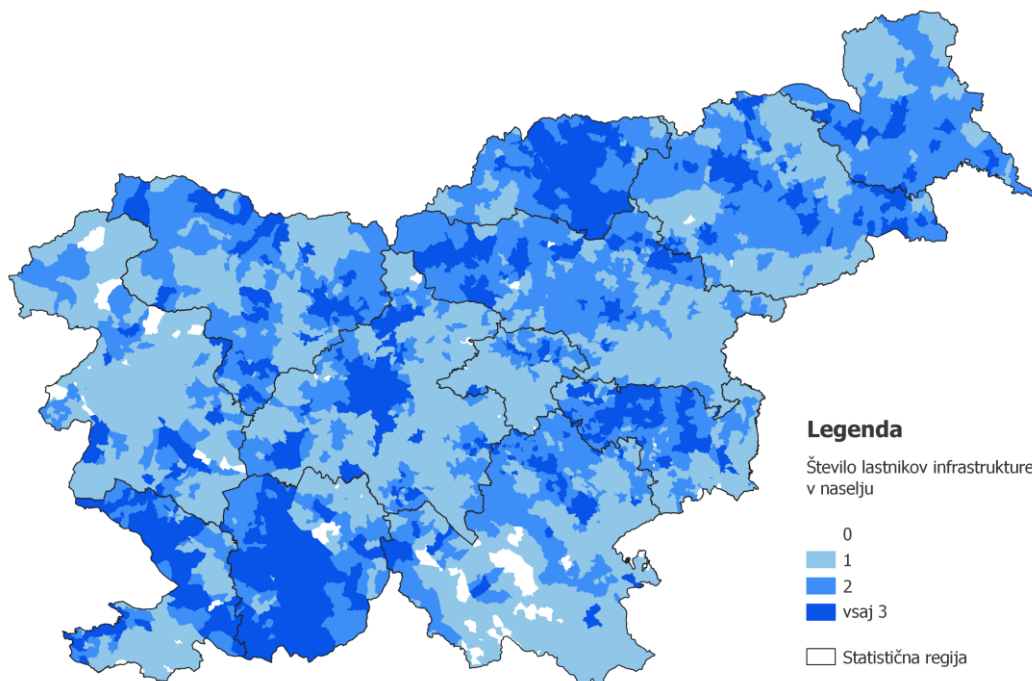 Legenda
Število lastnikov infrastrukture
v naselju
0
1
2
vsaj 3
Statistična regija